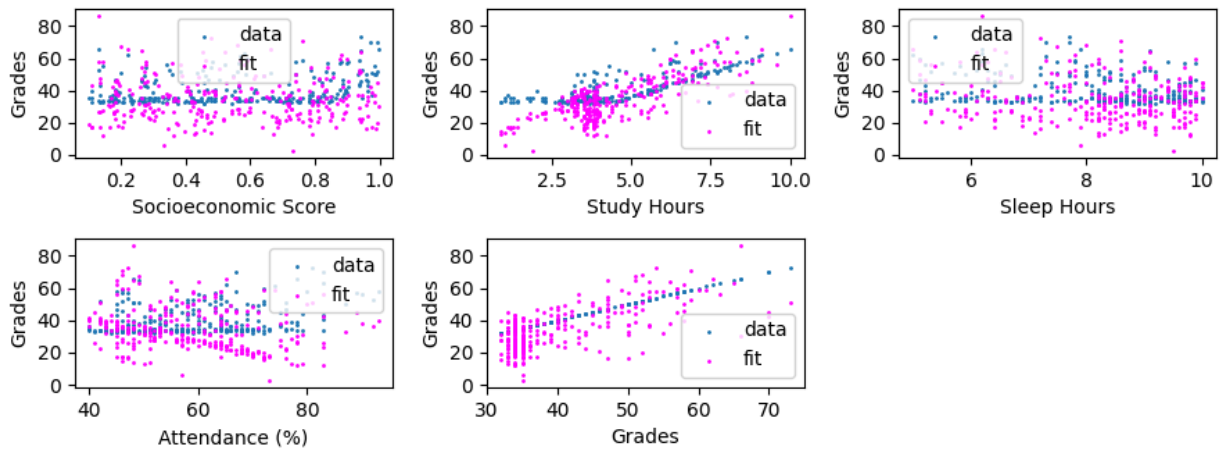 80
60
40
20
0
Grades
0.2 0.4 0.6 0.8 1.0
Socioeconomic Score
data
fit
80
60
40
20
0
Grades
2.5 5.0 7.5 10.0
Study Hours
data
fit
80
60
40
20
0
Grades
6 8 10
Sleep Hours
data
fit
80
60
40
20
0
Grades
40 60 80
Attendance (%)
data
fit
80
60
40
20
0
Grades
30 40 50 60 70
Grades
data
fit